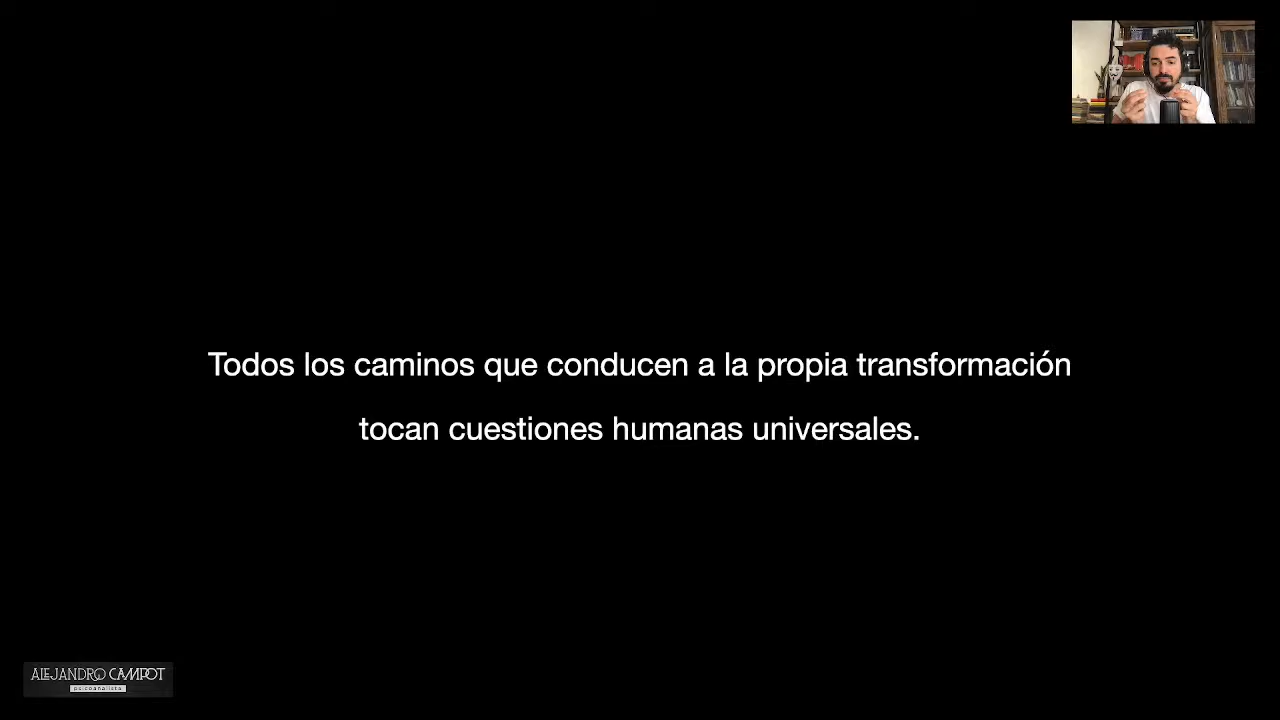 Todos los caminos que conducen a la propia transformación
tocan cuestiones humanas universales.
ALEJANDRO CAMPOT
psicoanalista